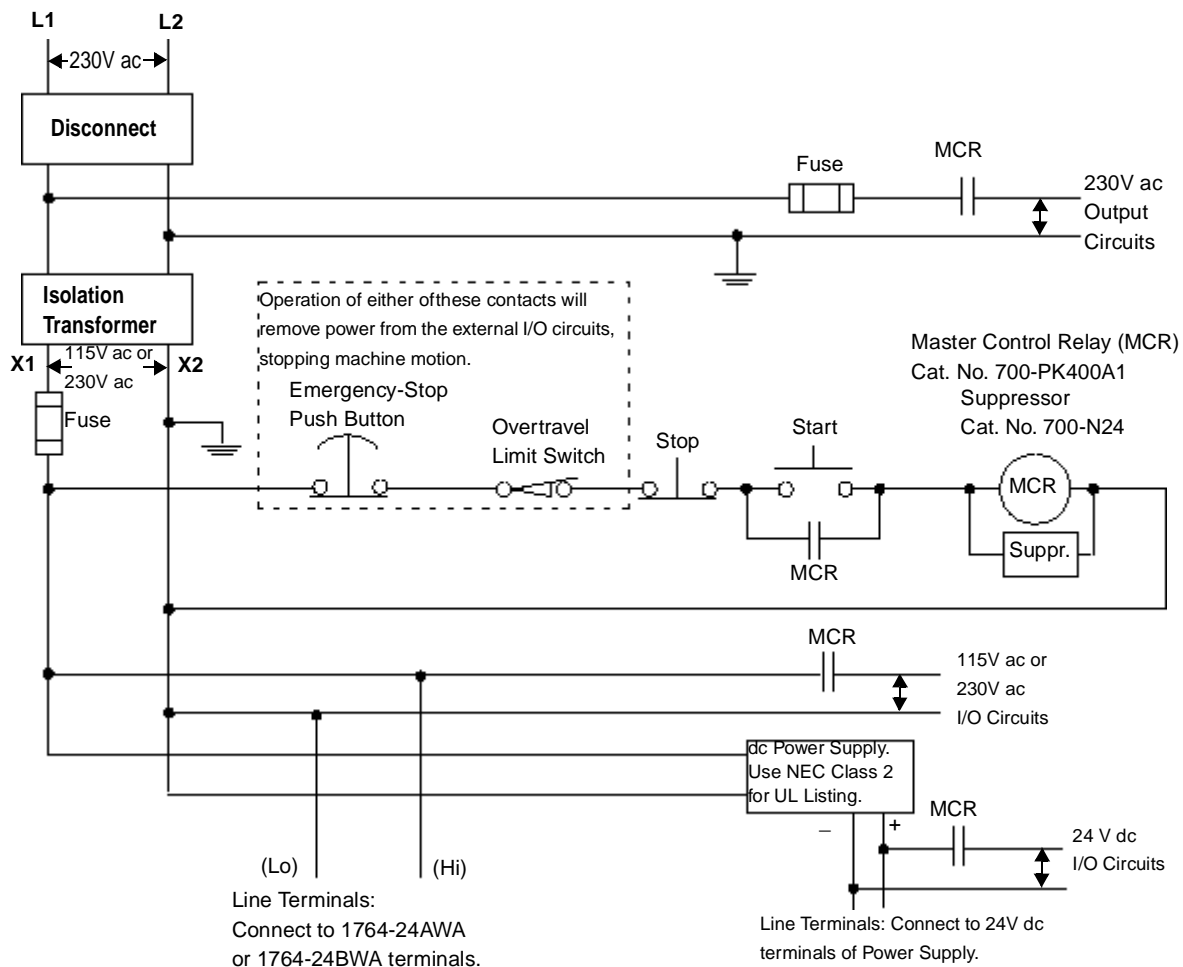 L1
L2
230V ac
Disconnect
Fuse
MCR
230V ac
Output
Circuits
Isolation
Transformer
Operation of either ofthese contacts will
remove power from the external I/O circuits,
stopping machine motion.
X1
115V ac or
230V ac
X2
Fuse
Emergency-Stop
Push Button
Overtravel
Limit Switch
Stop
Start
Master Control Relay (MCR)
Cat. No. 700-PK400A1
Suppressor
Cat. No. 700-N24
MCR
Suppr.
MCR
MCR
115V ac or
230V ac
I/O Circuits
dc Power Supply.
Use NEC Class 2
for UL Listing.
_
+
MCR
24 V dc
I/O Circuits
(Lo)
(Hi)
Line Terminals:
Connect to 1764-24AWA
or 1764-24BWA terminals.
Line Terminals: Connect to 24V dc
terminals of Power Supply.